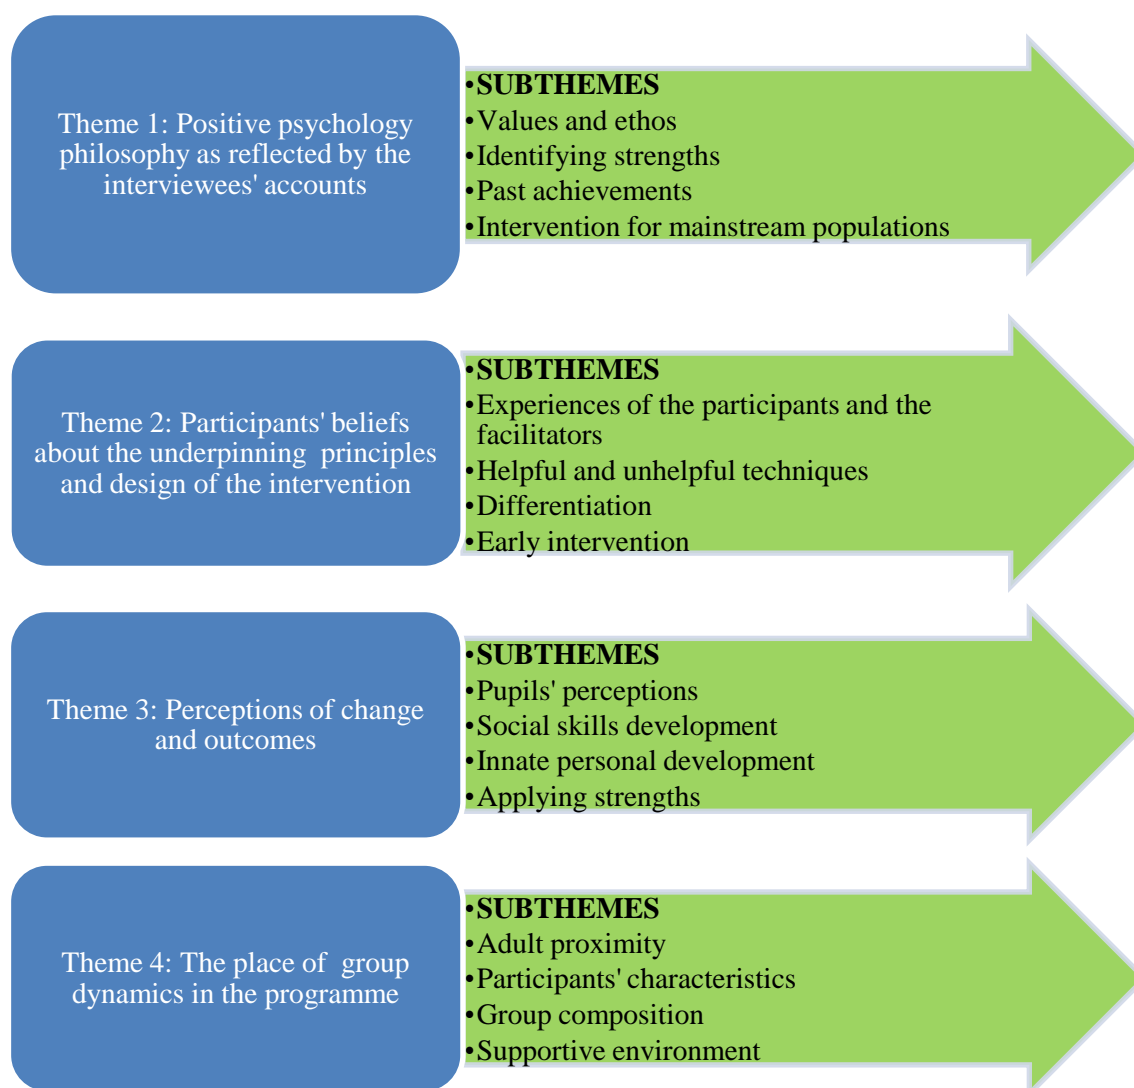 Theme 1: Positive psychology
philosophy as reflected by the
interviewees' accounts
•SUBTHEMES
•Values and ethos
•Identifying strengths
•Past achievements
•Intervention for mainstream populations
Theme 2: Participants' beliefs
about the underpinning  principles
and design of the intervention
•SUBTHEMES
•Experiences of the participants and the
facilitators
•Helpful and unhelpful techniques
•Differentiation
•Early intervention
Theme 3: Perceptions of change
and outcomes
•SUBTHEMES
•Pupils' perceptions
•Social skills development
•Innate personal development
•Applying strengths
Theme 4: The place of  group
dynamics in the programme
•SUBTHEMES
•Adult proximity
•Participants' characteristics
•Group composition
•Supportive environment